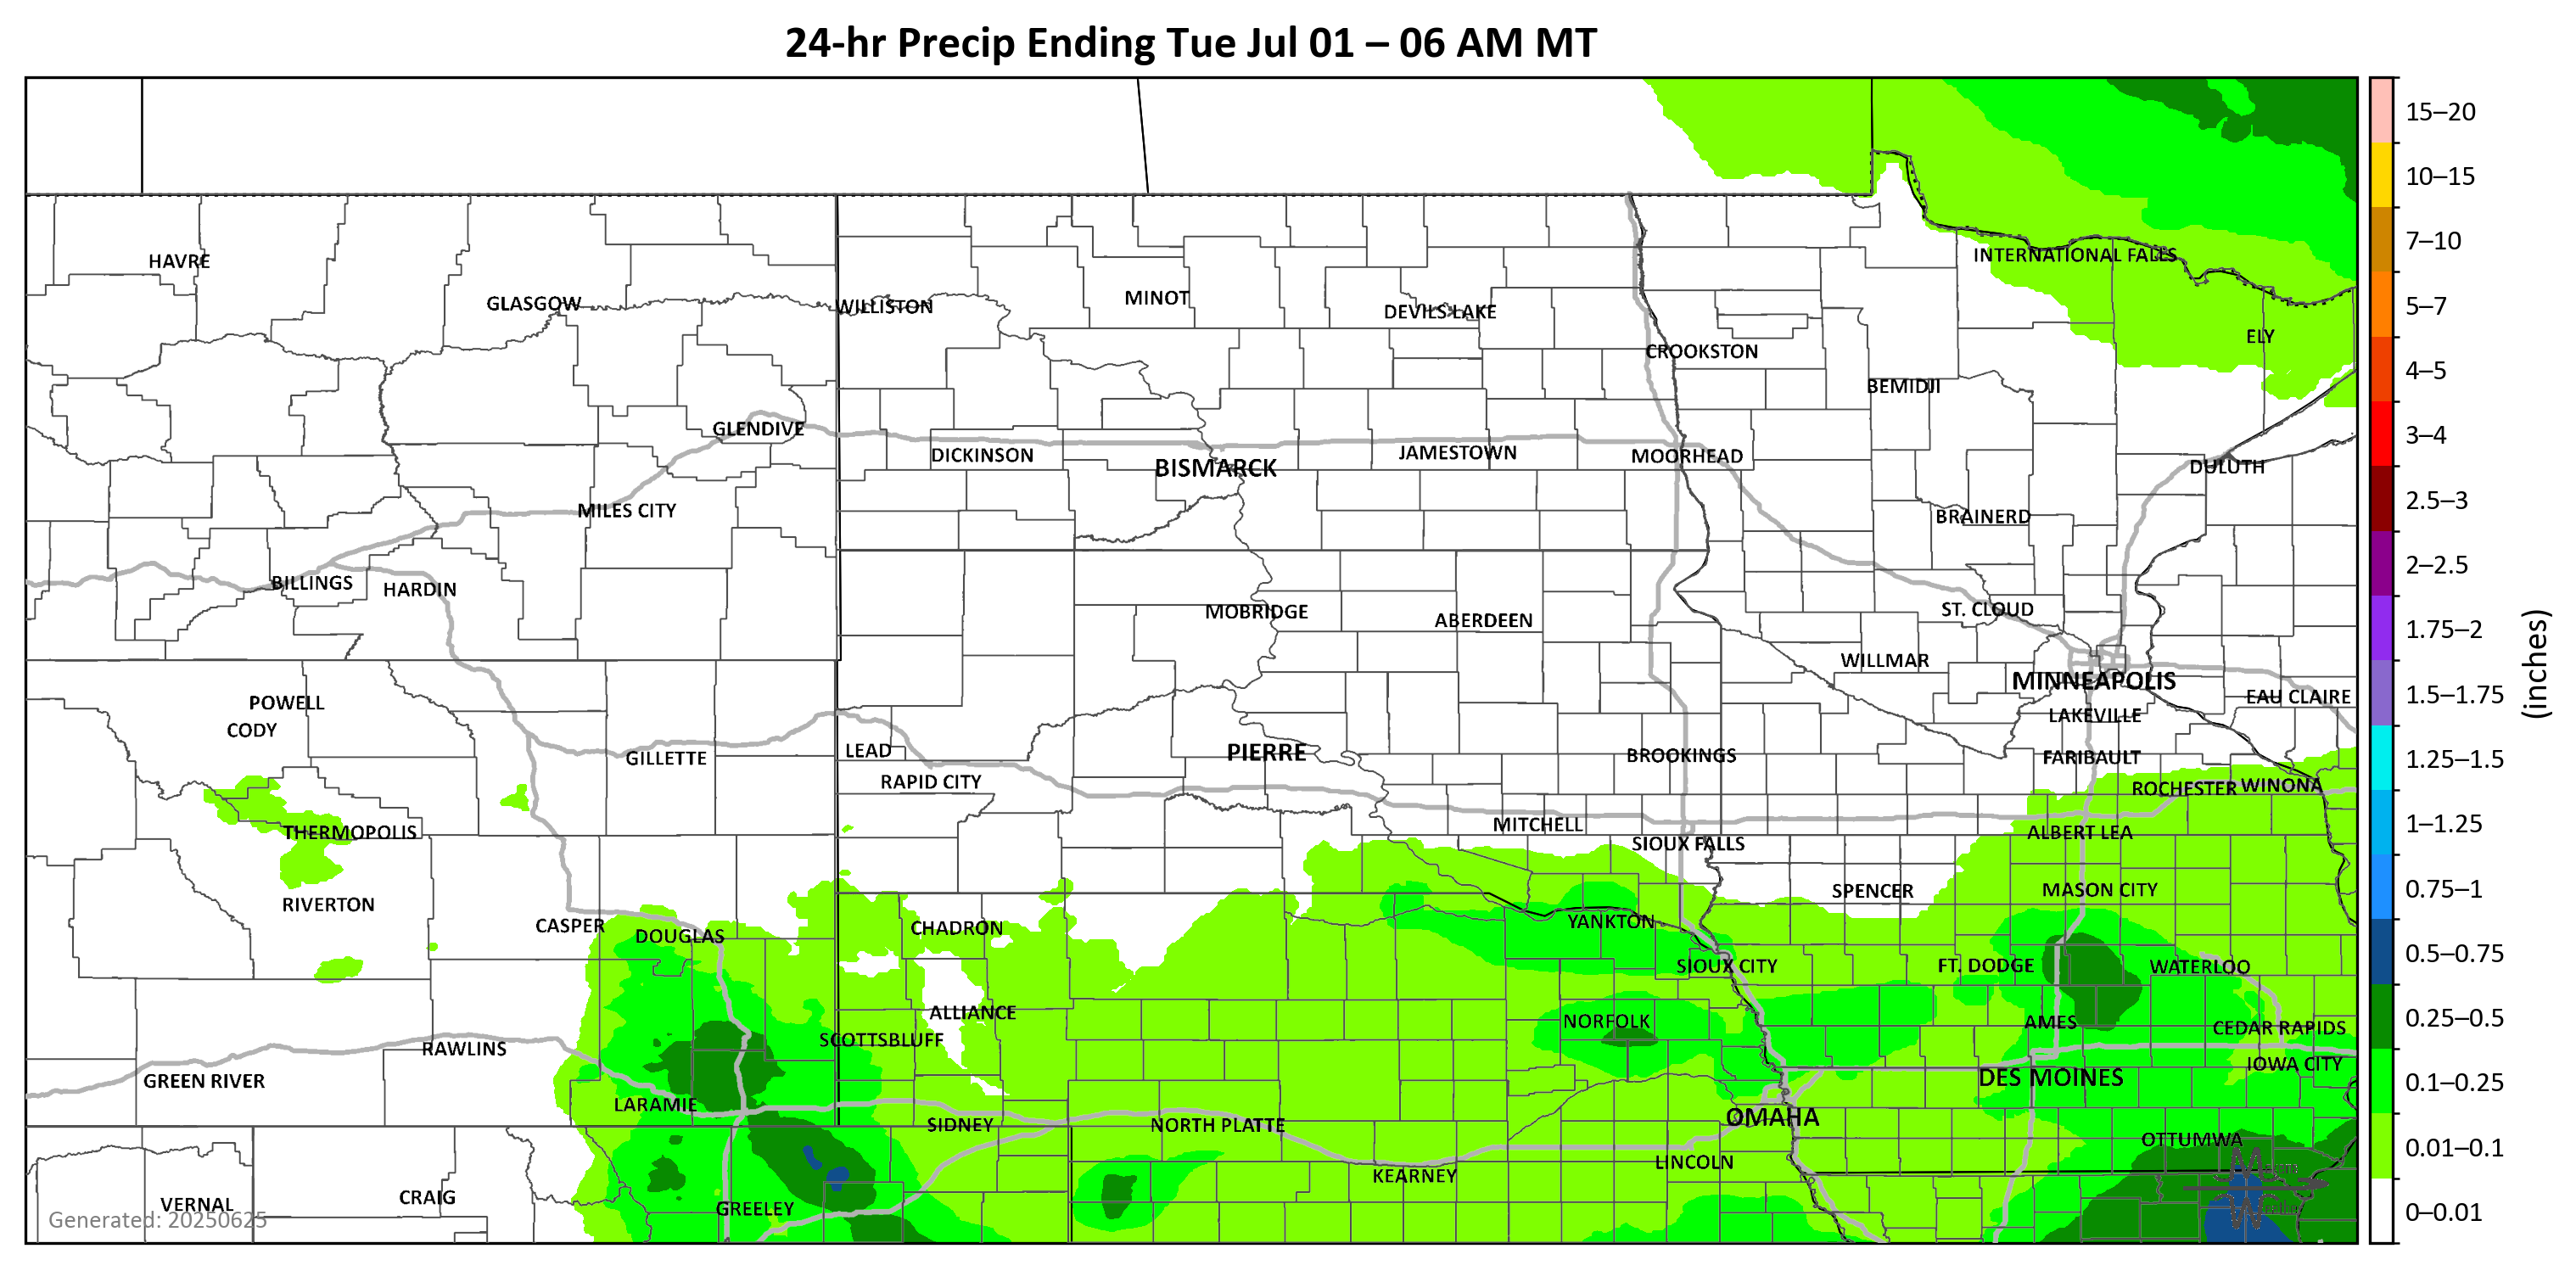 24-hr Precip Ending Tue Jul 01 – 06 AM MT
15–20
10–15
7–10
5–7
4–5
3–4
2.5–3
2–2.5
1.75–2
1.5–1.75
1.25–1.5
1–1.25
0.75–1
0.5–0.75
0.25–0.5
0.1–0.25
0.01–0.1
0–0.01
(inches)
INTERNATIONAL FALLS
HAVRE
GLASGOW
WILLISTON
MINOT
DEVILS LAKE
ELY
CROOKSTON
BEMIDJI
GLENDIVE
DICKINSON
BISMARCK
JAMESTOWN
MOORHEAD
DULUTH
MILES CITY
BRAINERD
BILLINGS
HARDIN
MOBRIDGE
ABERDEEN
ST. CLOUD
WILLMAR
MINNEAPOLIS
EAU CLAIRE
POWELL
CODY
LAKEVILLE
GILLETTE
LEAD
PIERRE
BROOKINGS
FARIBAULT
RAPID CITY
ROCHESTER
WINONA
THERMOPOLIS
MITCHELL
SIOUX FALLS
ALBERT LEA
RIVERTON
SPENCER
MASON CITY
CASPER
DOUGLAS
CHADRON
YANKTON
SIOUX CITY
FT. DODGE
WATERLOO
ALLIANCE
NORFOLK
AMES
CEDAR RAPIDS
SCOTTSBLUFF
RAWLINS
IOWA CITY
GREEN RIVER
DES MOINES
LARAMIE
SIDNEY
NORTH PLATTE
OMAHA
OTTUMWA
LINCOLN
KEARNEY
VERNAL
CRAIG
GREELEY
Generated: 20250625